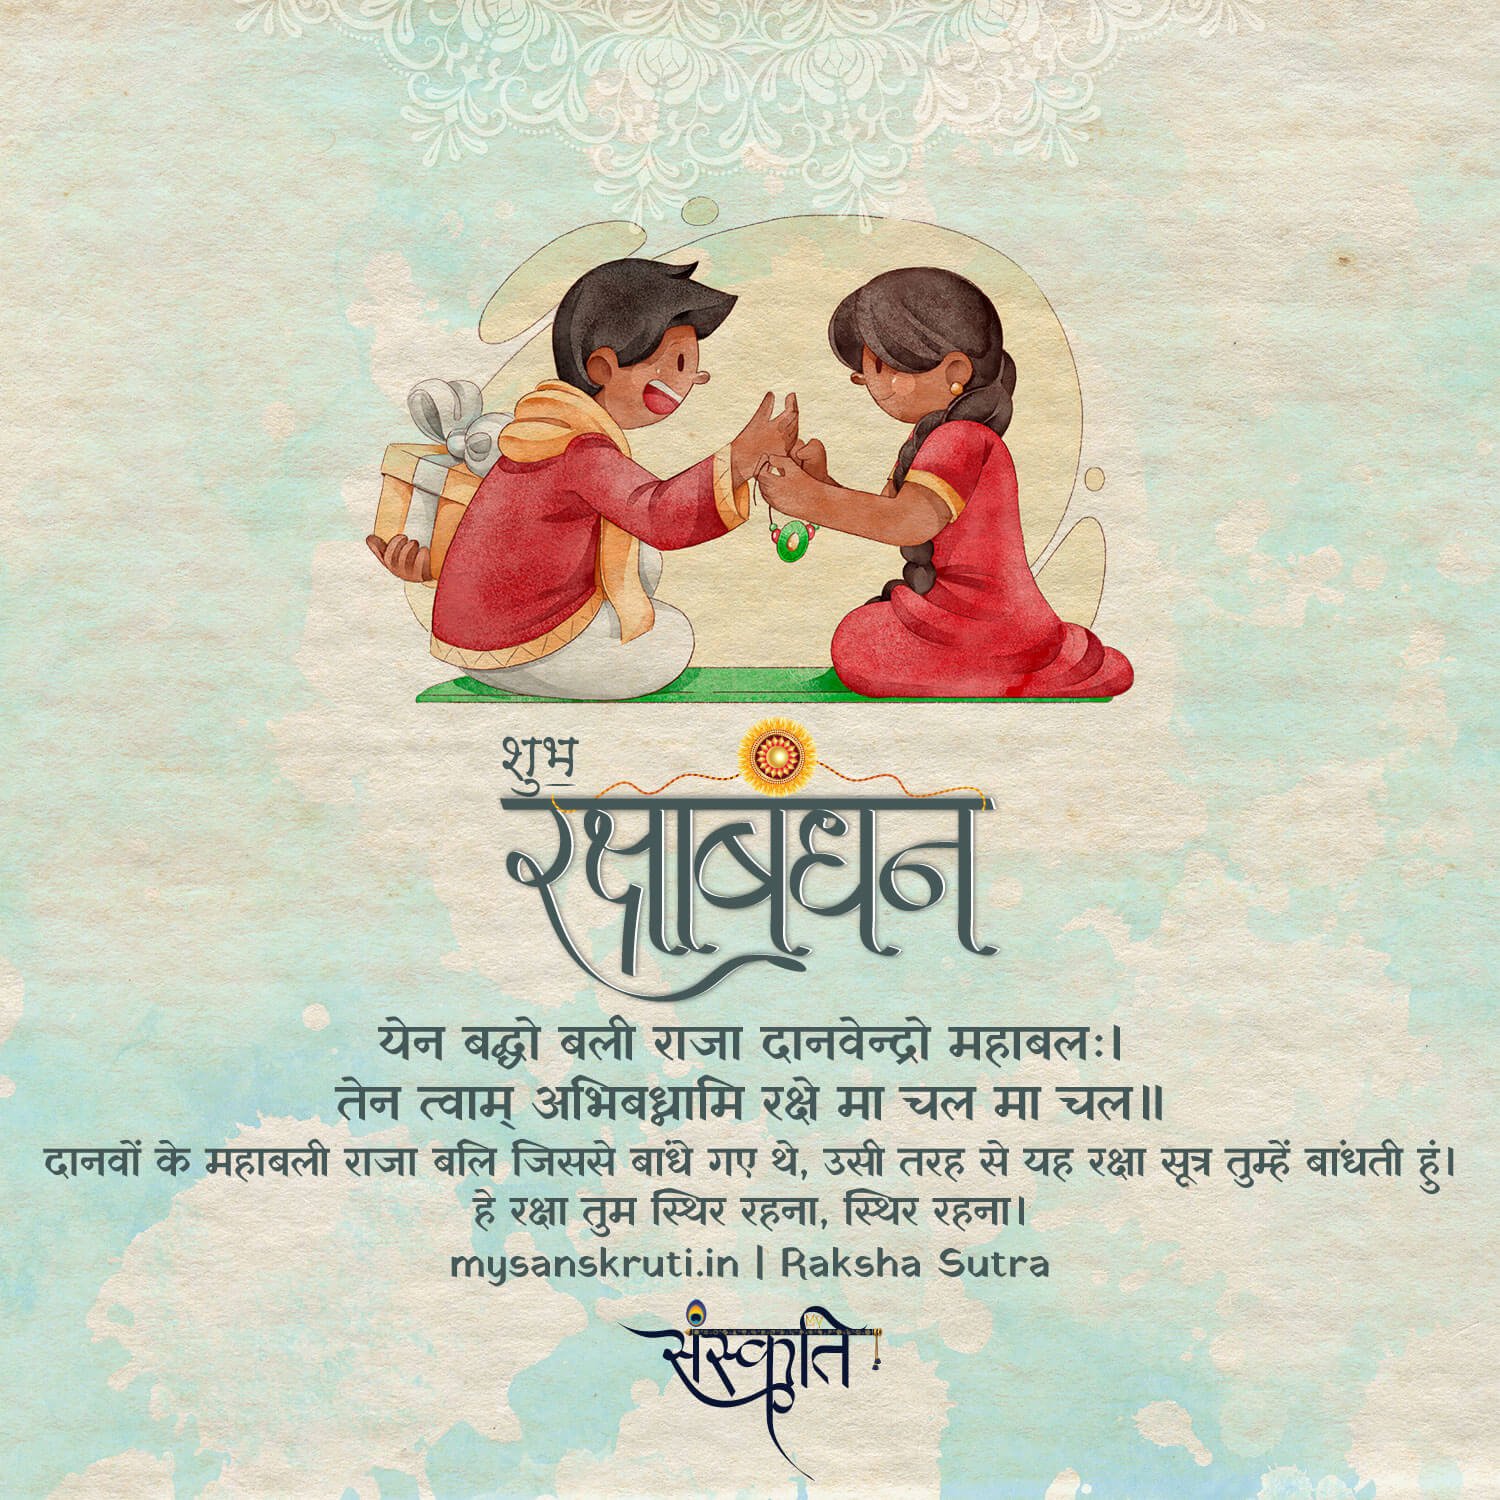 शुभ
रक्षाबंधन
येन बद्धो बली राजा दानवेन्द्रो महाबलः।
तेन त्वाम् अभिबध्नामि रक्षे मा चल मा चल॥
दानवों के महाबली राजा बलि जिससे बांधे गए थे, उसी तरह से यह रक्षा सूत्र तुम्हें बांधती हुं।
हे रक्षा तुम स्थिर रहना, स्थिर रहना।
mysanskruti.in | Raksha Sutra
MY
संस्कृति